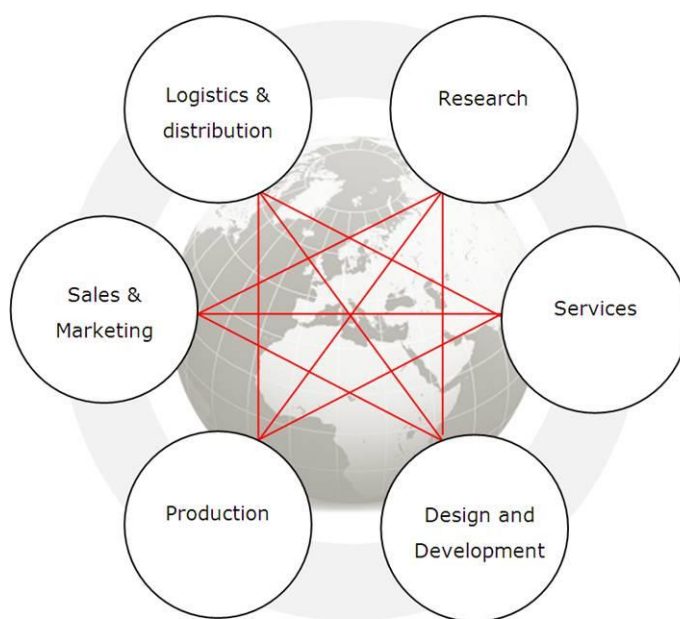 Logistics &
distribution
Research
Sales &
Marketing
Services
Production
Design and
Development